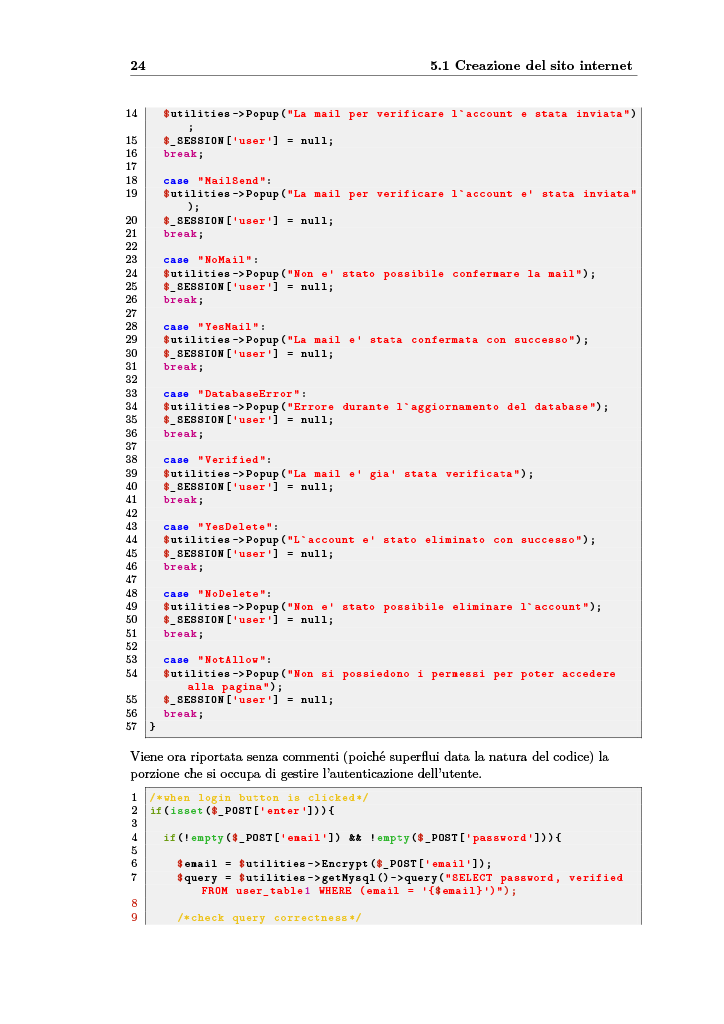 24 5.1 Creazione del sito internet
14 $utilities->Popup("La mail per verificare l`account e stata inviata")
;
15 $_SESSION['user'] = null;
16 break;
17
18 case "MailSend":
19 $utilities->Popup("La mail per verificare l`account e' stata inviata"
);
20 $_SESSION['user'] = null;
21 break;
22
23 case "NoMail":
24 $utilities->Popup("Non e' stato possibile confermare la mail");
25 $_SESSION['user'] = null;
26 break;
27
28 case "YesMail":
29 $utilities->Popup("La mail e' stata confermata con successo");
30 $_SESSION['user'] = null;
31 break;
32
33 case "DatabaseError":
34 $utilities->Popup("Errore durante l`aggiornamento del database");
35 $_SESSION['user'] = null;
36 break;
37
38 case "Verified":
39 $utilities->Popup("La mail e' gia' stata verificata");
40 $_SESSION['user'] = null;
41 break;
42
43 case "YesDelete":
44 $utilities->Popup("L`account e' stato eliminato con successo");
45 $_SESSION['user'] = null;
46 break;
47
48 case "NoDelete":
49 $utilities->Popup("Non e' stato possibile eliminare l`account");
50 $_SESSION['user'] = null;
51 break;
52
53 case "NotAllow":
54 $utilities->Popup("Non si possiedono i permessi per poter accedere
alla pagina");
55 $_SESSION['user'] = null;
56 break;
57 }
Viene ora riportata senza commenti (poiché superflui data la natura del codice) la
porzione che si occupa di gestire l'autenticazione dell'utente.
1 /*when login button is clicked*/
2 if(isset($_POST['enter'])){
3
4 if(!empty($_POST['email']) && !empty($_POST['password'])){
5
6 $email = $utilities->Encrypt($_POST['email']);
7 $query = $utilities->getMysql()->query("SELECT password, verified
FROM user_table1 WHERE (email = '{$email}')");
8
9 /*check query correctness*/